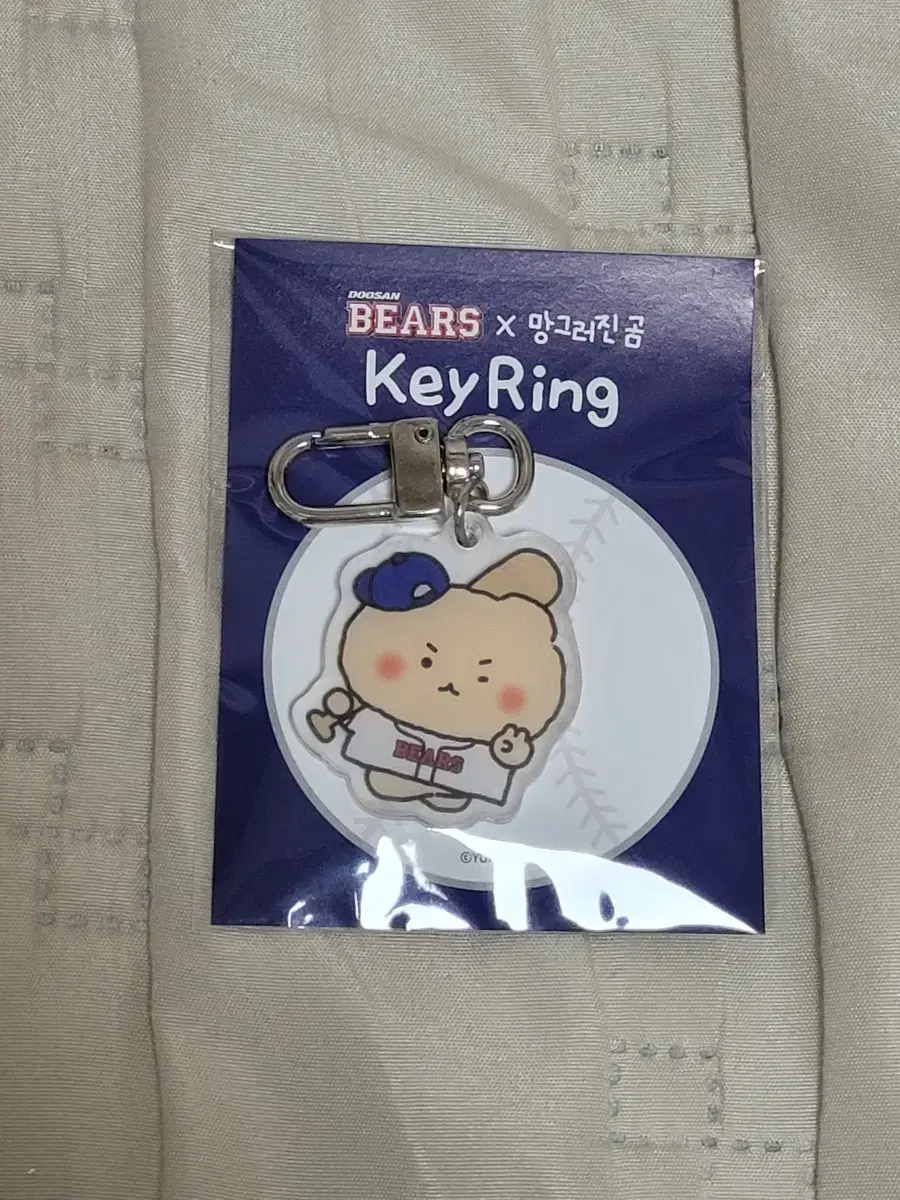 DOOSAN
BEARS x 망그러진 곰
Key Ring
BEARS